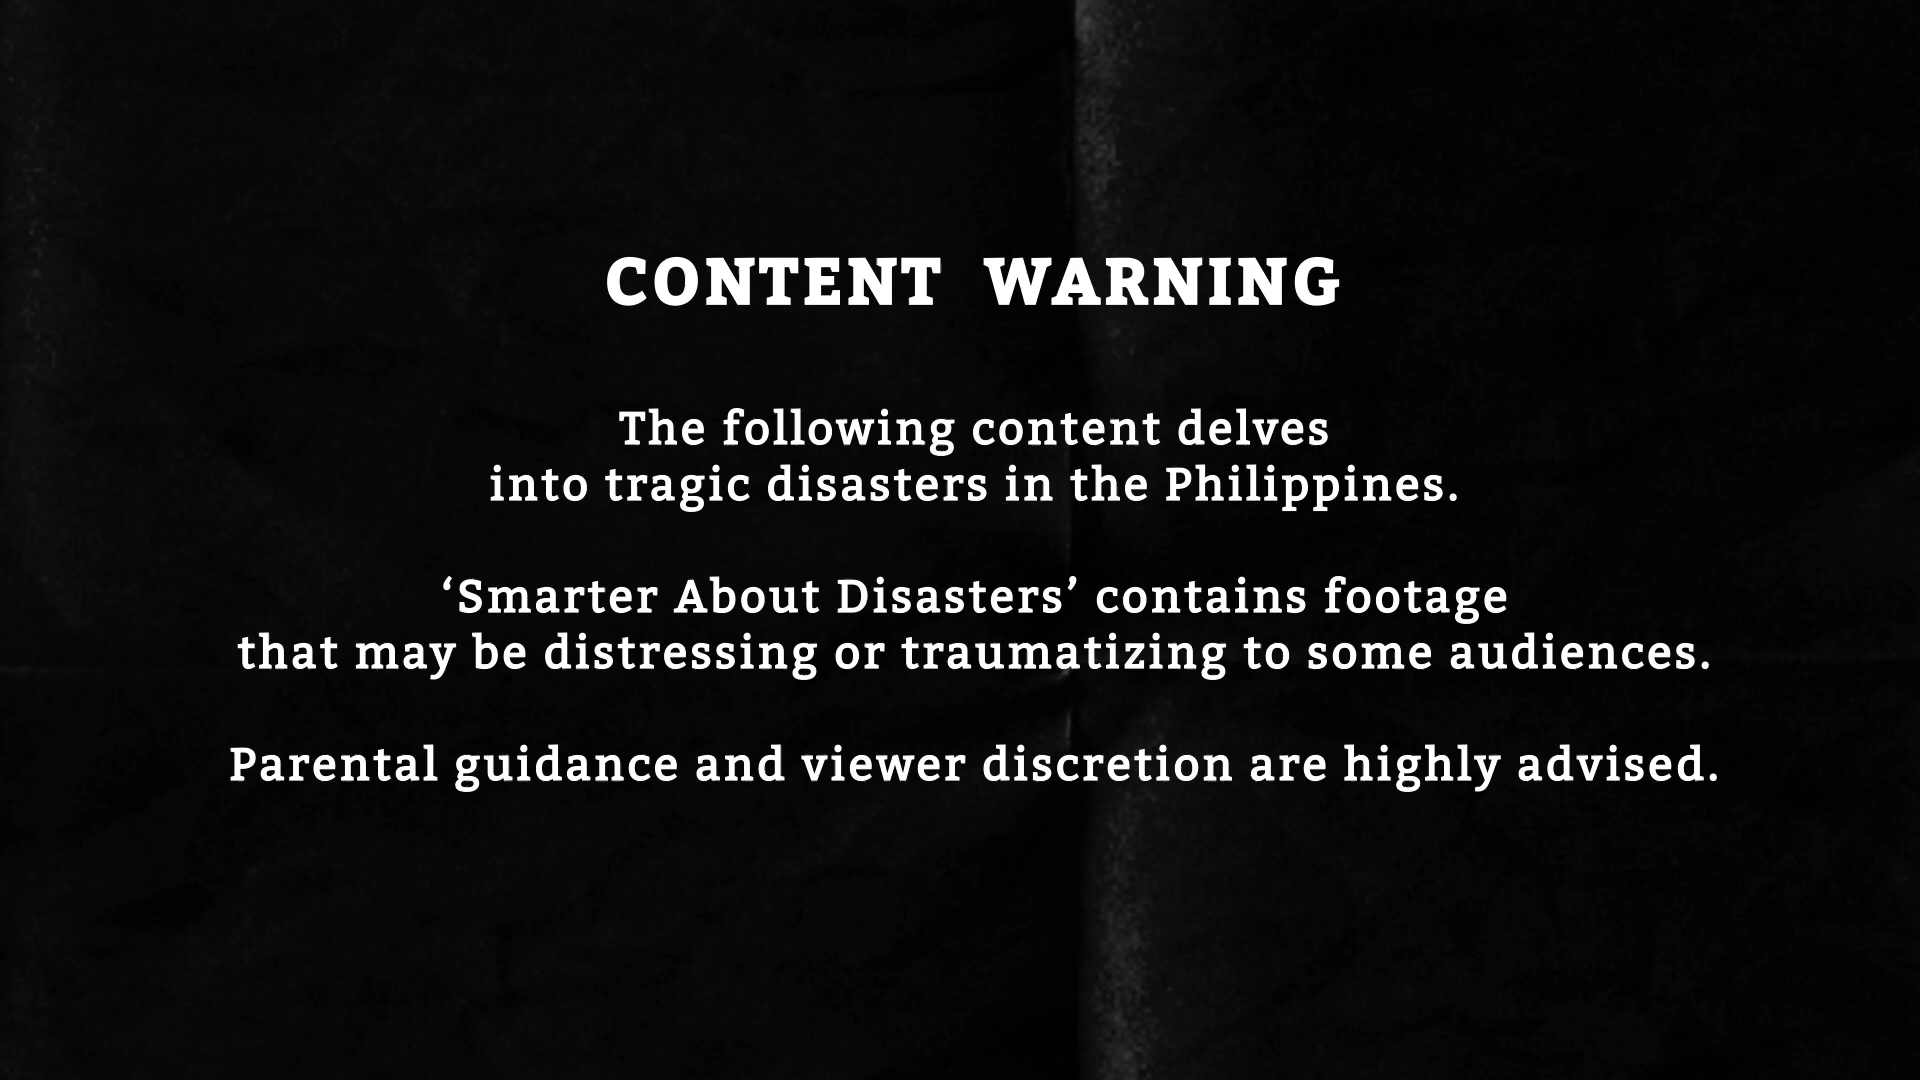 CONTENT WARNING
The following content delves
into tragic disasters in the Philippines.
‘Smarter About Disasters’ contains footage
that may be distressing or traumatizing to some audiences.
Parental guidance and viewer discretion are highly advised.